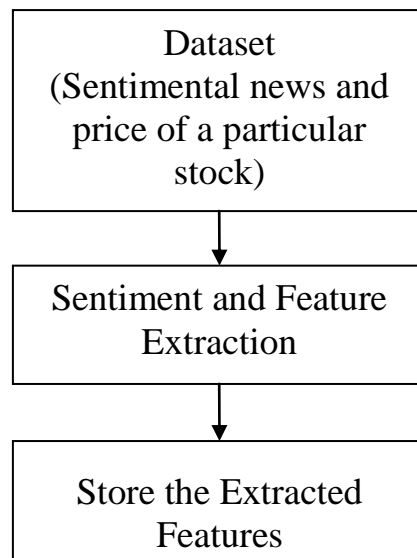 Dataset
(Sentimental news and
price of a particular
stock)
Sentiment and Feature
Extraction
Store the Extracted
Features